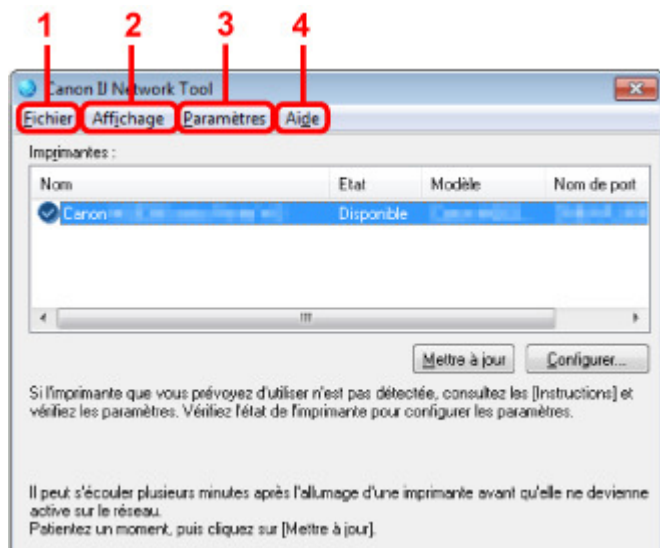 1 2 3 4
Canon IJ Network Tool
Fichier Affichage Paramètres Aide
Imprimantes :
Nom Etat Modèle Nom de port
Canon Disponible
Mettre à jour Configurer...
Si l'imprimante que vous prévoyez d'utiliser n'est pas détectée, consultez les [Instructions] et
vérifiez les paramètres. Vérifiez l'état de l'imprimante pour configurer les paramètres.
Il peut s'écouler plusieurs minutes après l'allumage d'une imprimante avant qu'elle ne devienne
active sur le réseau.
Patientez un moment, puis cliquez sur [Mettre à jour].